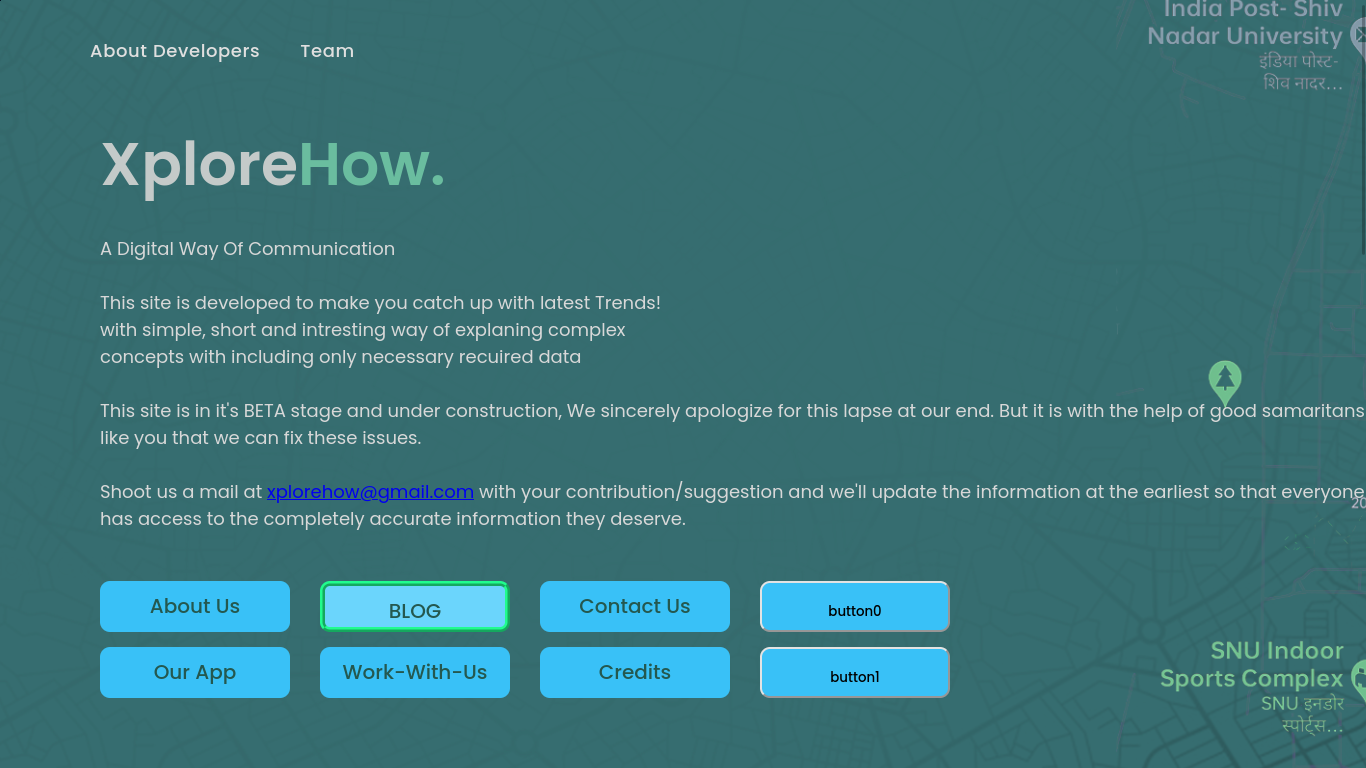 India Post- Shiv
Nadar University
इंडिया पोस्ट-
शिव नादर...
About Developers
Team
XploreHow.
A Digital Way Of Communication
This site is developed to make you catch up with latest Trends!
with simple, short and intresting way of explaning complex
concepts with including only necessary recuired data
This site is in it's BETA stage and under construction, We sincerely apologize for this lapse at our end. But it is with the help of good samaritans
like you that we can fix these issues.
Shoot us a mail at xplorehow@gmail.com with your contribution/suggestion and we'll update the information at the earliest so that everyone
has access to the completely accurate information they deserve.
20
About Us
BLOG
Contact Us
button0
Our App
Work-With-Us
Credits
button1
SNU Indoor
Sports Complex
SNU इनडोर
स्पोर्ट्स...